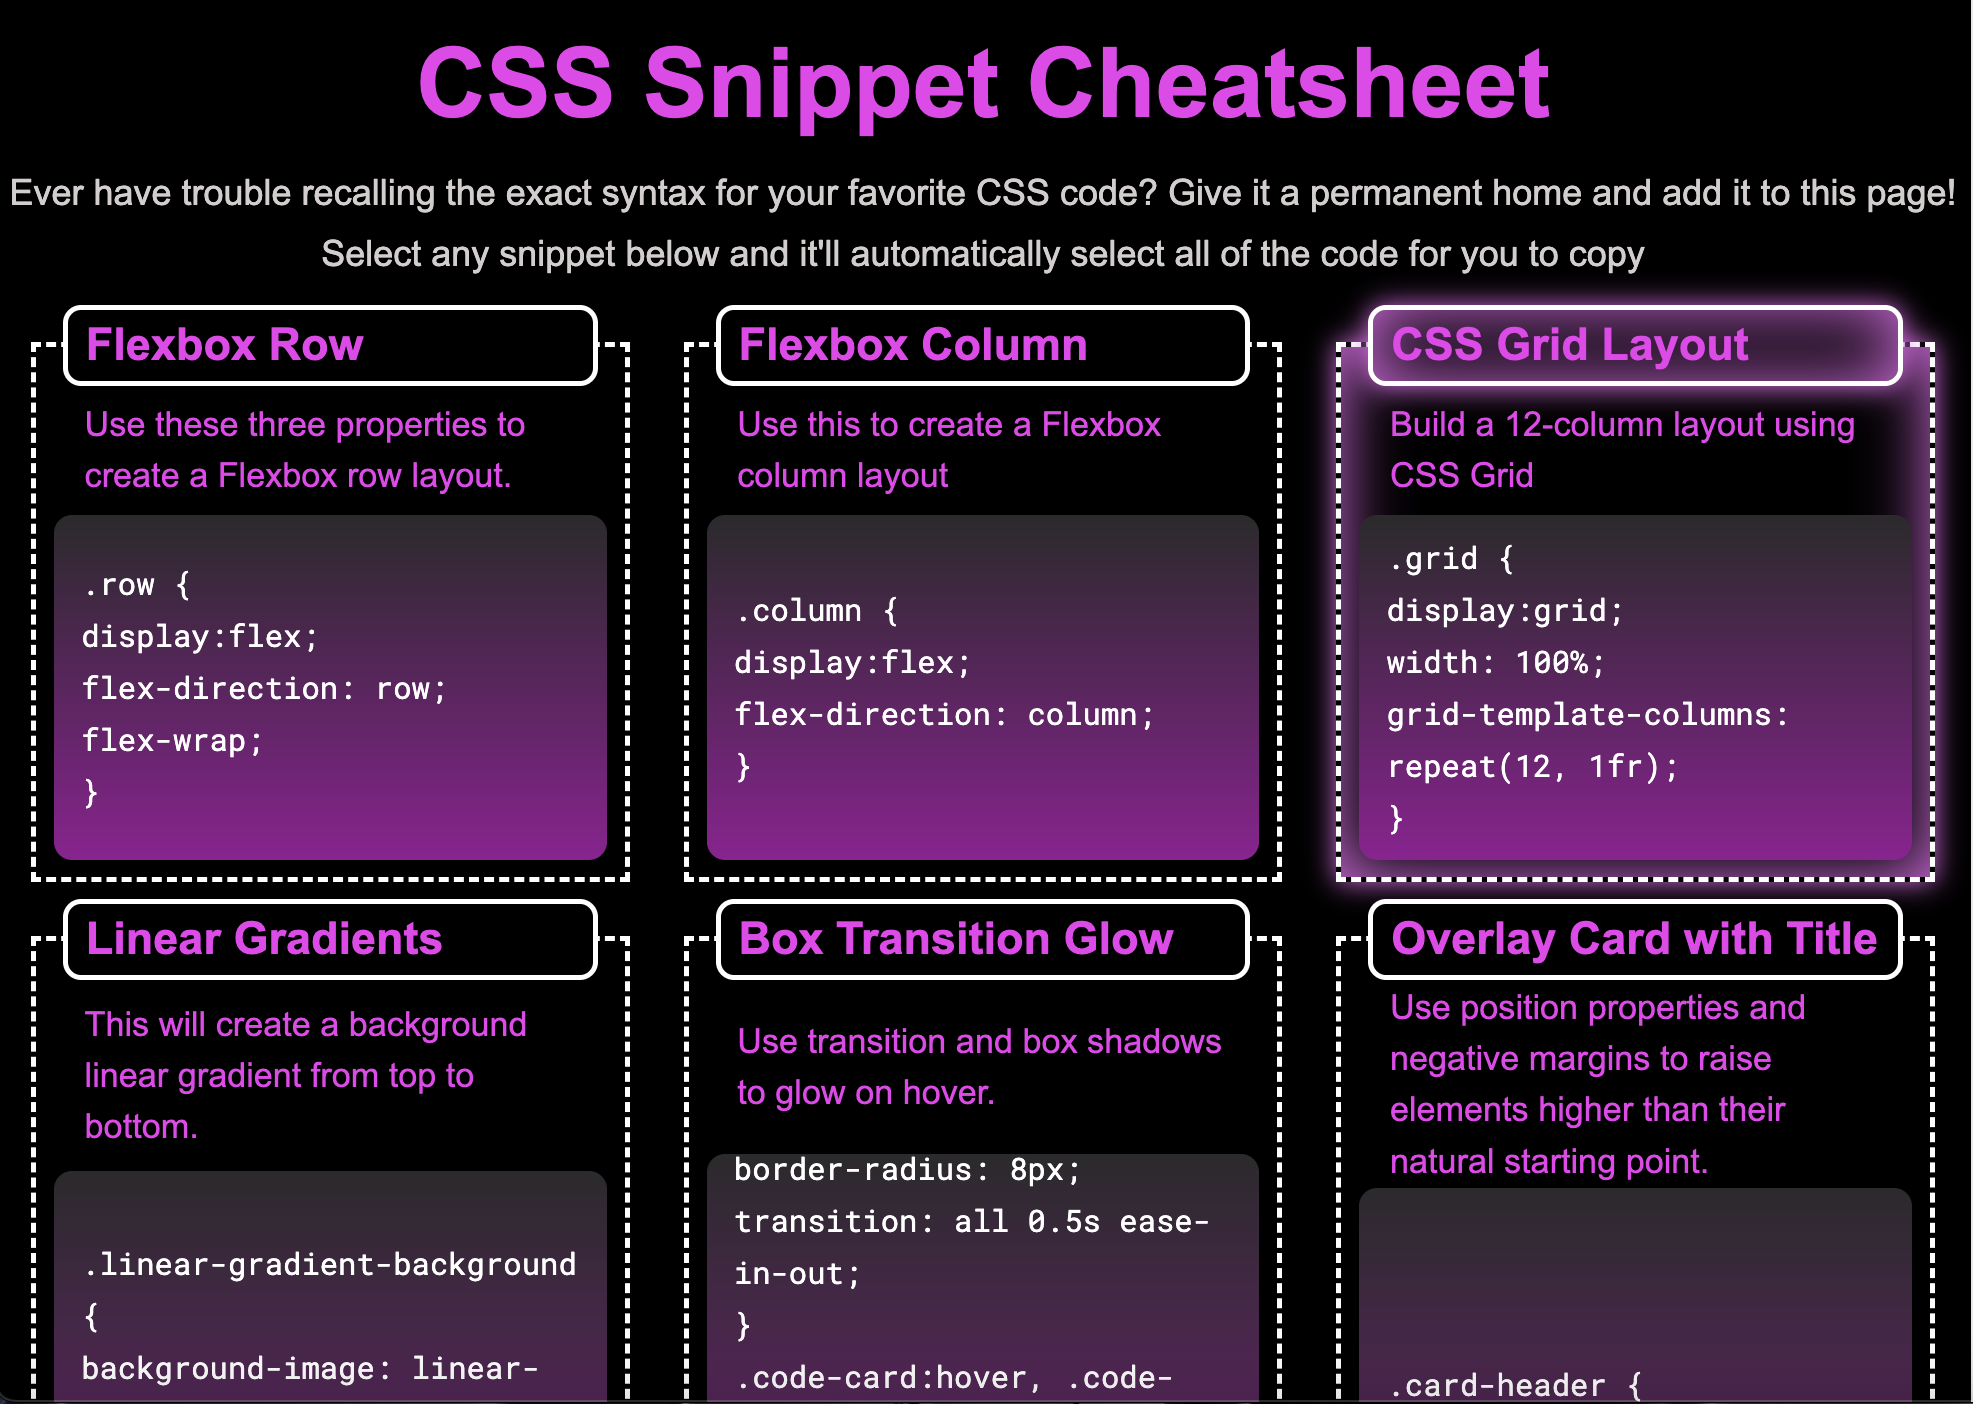 CSS Snippet Cheatsheet
Ever have trouble recalling the exact syntax for your favorite CSS code? Give it a permanent home and add it to this page!
Select any snippet below and it'll automatically select all of the code for you to copy
Flexbox Row
Use these three properties to
create a Flexbox row layout.
.row {
display:flex;
flex-direction: row;
flex-wrap;
}
Flexbox Column
Use this to create a Flexbox
column layout
.column {
display:flex;
flex-direction: column;
}
CSS Grid Layout
Build a 12-column layout using
CSS Grid
.grid {
display:grid;
width: 100%;
grid-template-columns:
repeat(12, 1fr);
}
Linear Gradients
This will create a background
linear gradient from top to
bottom.
.linear-gradient-background
{
background-image: linear-
Box Transition Glow
Use transition and box shadows
to glow on hover.
border-radius: 8px;
transition: all 0.5s ease-
in-out;
}
.code-card:hover, .code-
Overlay Card with Title
Use position properties and
negative margins to raise
elements higher than their
natural starting point.
.card-header {